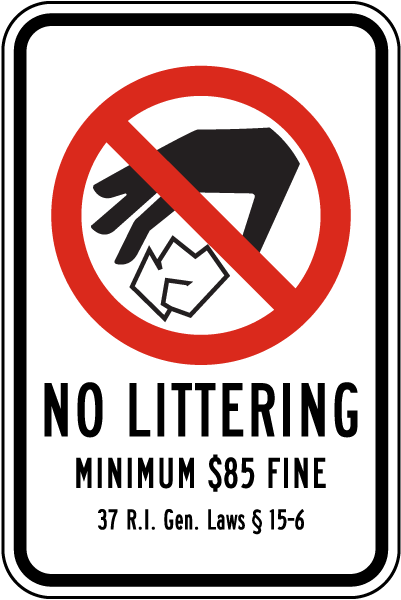 NO LITTERING
MINIMUM $85 FINE
37 R.I. Gen. Laws § 15-6